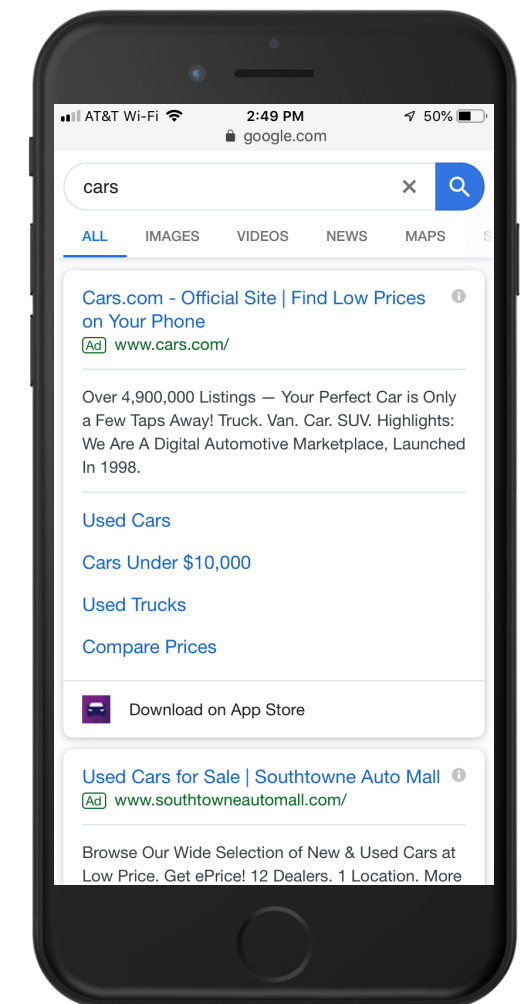 AT&T Wi-Fi 2:49 PM 50%
google.com
cars
ALL IMAGES VIDEOS NEWS MAPS S
Cars.com - Official Site | Find Low Prices
on Your Phone
Ad www.cars.com/
Over 4,900,000 Listings — Your Perfect Car is Only
a Few Taps Away! Truck. Van. Car. SUV. Highlights:
We Are A Digital Automotive Marketplace, Launched
In 1998.
Used Cars
Cars Under $10,000
Used Trucks
Compare Prices
Download on App Store
Used Cars for Sale | Southtowne Auto Mall
Ad www.southtowneautomall.com/
Browse Our Wide Selection of New & Used Cars at
Low Price. Get ePrice! 12 Dealers. 1 Location. More